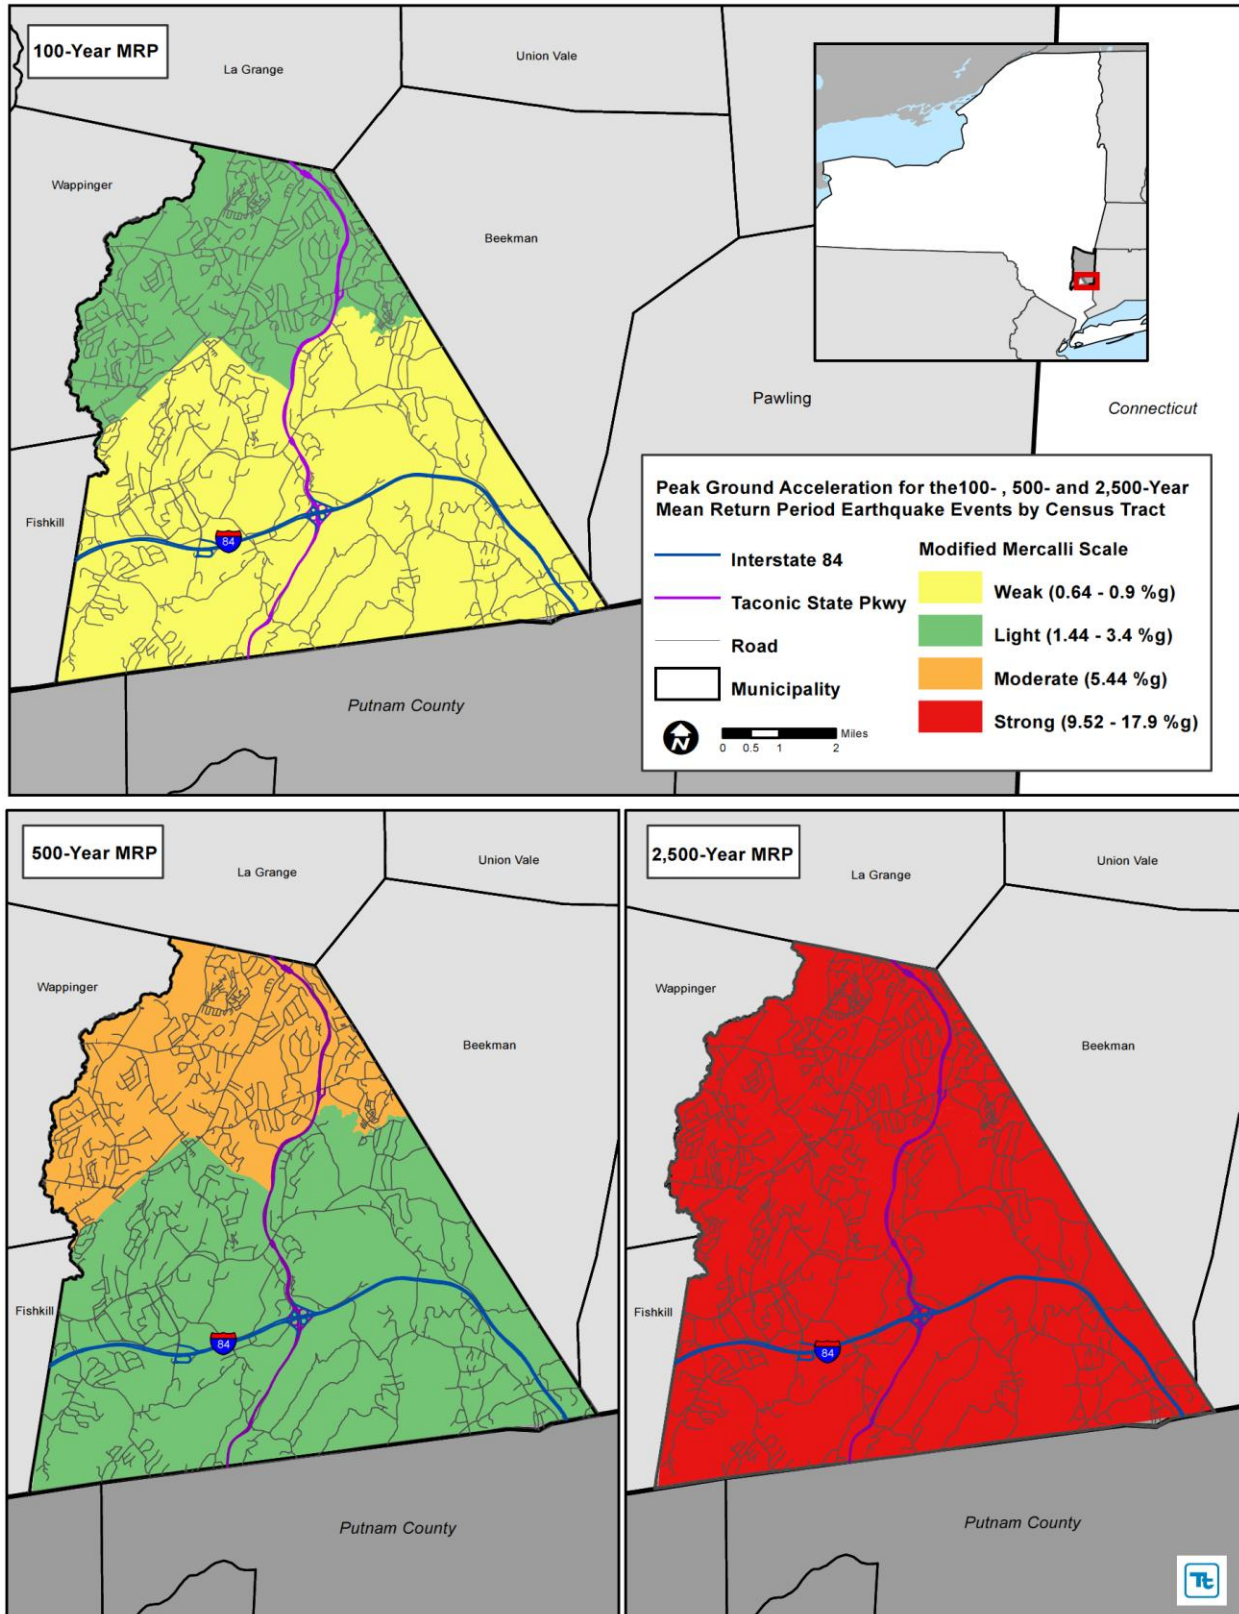 100-Year MRP
La Grange
Union Vale
Wappinger
Beekman
Pawling
Connecticut
Fishkill
84
Putnam County
Peak Ground Acceleration for the100- , 500- and 2,500-Year
Mean Return Period Earthquake Events by Census Tract
Interstate 84
Taconic State Pkwy
Road
Municipality
N
0 0.5 1 2
Miles
Modified Mercalli Scale
Weak (0.64 - 0.9 %g)
Light (1.44 - 3.4 %g)
Moderate (5.44 %g)
Strong (9.52 - 17.9 %g)
500-Year MRP
La Grange
Union Vale
Wappinger
Beekman
Fishkill
84
Putnam County
2,500-Year MRP
La Grange
Union Vale
Wappinger
Beekman
Fishkill
84
Putnam County
Tt